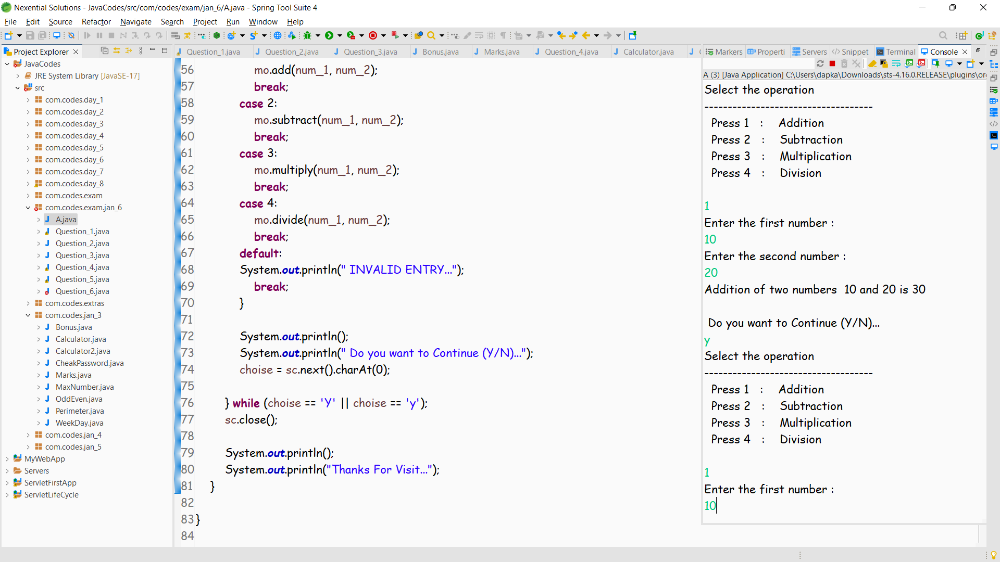 Nexential Solutions - JavaCodes/src/com/codes/exam/jan_6/A.java - Spring Tool Suite 4
File Edit Source Refactor Navigate Search Project Run Window Help
Project Explorer
JavaCodes
JRE System Library [JavaSE-17]
src
com.codes.day_1
com.codes.day_2
com.codes.day_3
com.codes.day_4
com.codes.day_5
com.codes.day_6
com.codes.day_7
com.codes.day_8
com.codes.exam
com.codes.exam.jan_6
A.java
Question_1.java
Question_2.java
Question_3.java
Question_4.java
Question_5.java
Question_6.java
com.codes.extras
com.codes.jan_3
Bonus.java
Calculator.java
Calculator2.java
CheakPassword.java
Marks.java
MaxNumber.java
OddEven.java
Perimeter.java
WeekDay.java
com.codes.jan_4
com.codes.jan_5
MyWebApp
Servers
ServletFirstApp
ServletLifeCycle
Question_1.java Question_2.java Question_3.java Bonus.java Marks.java Question_4.java Calculator.java
56 mo.add(num_1, num_2);
57 break;
58 case 2:
59 mo.subtract(num_1, num_2);
60 break;
61 case 3:
62 mo.multiply(num_1, num_2);
63 break;
64 case 4:
65 mo.divide(num_1, num_2);
66 break;
67 default:
68 System.out.println(" INVALID ENTRY...");
69 break;
70 }
71
72 System.out.println();
73 System.out.println(" Do you want to Continue (Y/N)...");
74 choise = sc.next().charAt(0);
75
76 } while (choise == 'Y' || choise == 'y');
77 sc.close();
78
79 System.out.println();
80 System.out.println("Thanks For Visit...");
81 }
82
83 }
84
Markers Properti Servers Snippet Terminal Console
A (3) [Java Application] C:\Users\dapka\Downloads\sts-4.16.0.RELEASE\plugins\or
Select the operation
------------------------------------
Press 1 : Addition
Press 2 : Subtraction
Press 3 : Multiplication
Press 4 : Division
1
Enter the first number :
10
Enter the second number :
20
Addition of two numbers 10 and 20 is 30
Do you want to Continue (Y/N)...
y
Select the operation
------------------------------------
Press 1 : Addition
Press 2 : Subtraction
Press 3 : Multiplication
Press 4 : Division
1
Enter the first number :
10